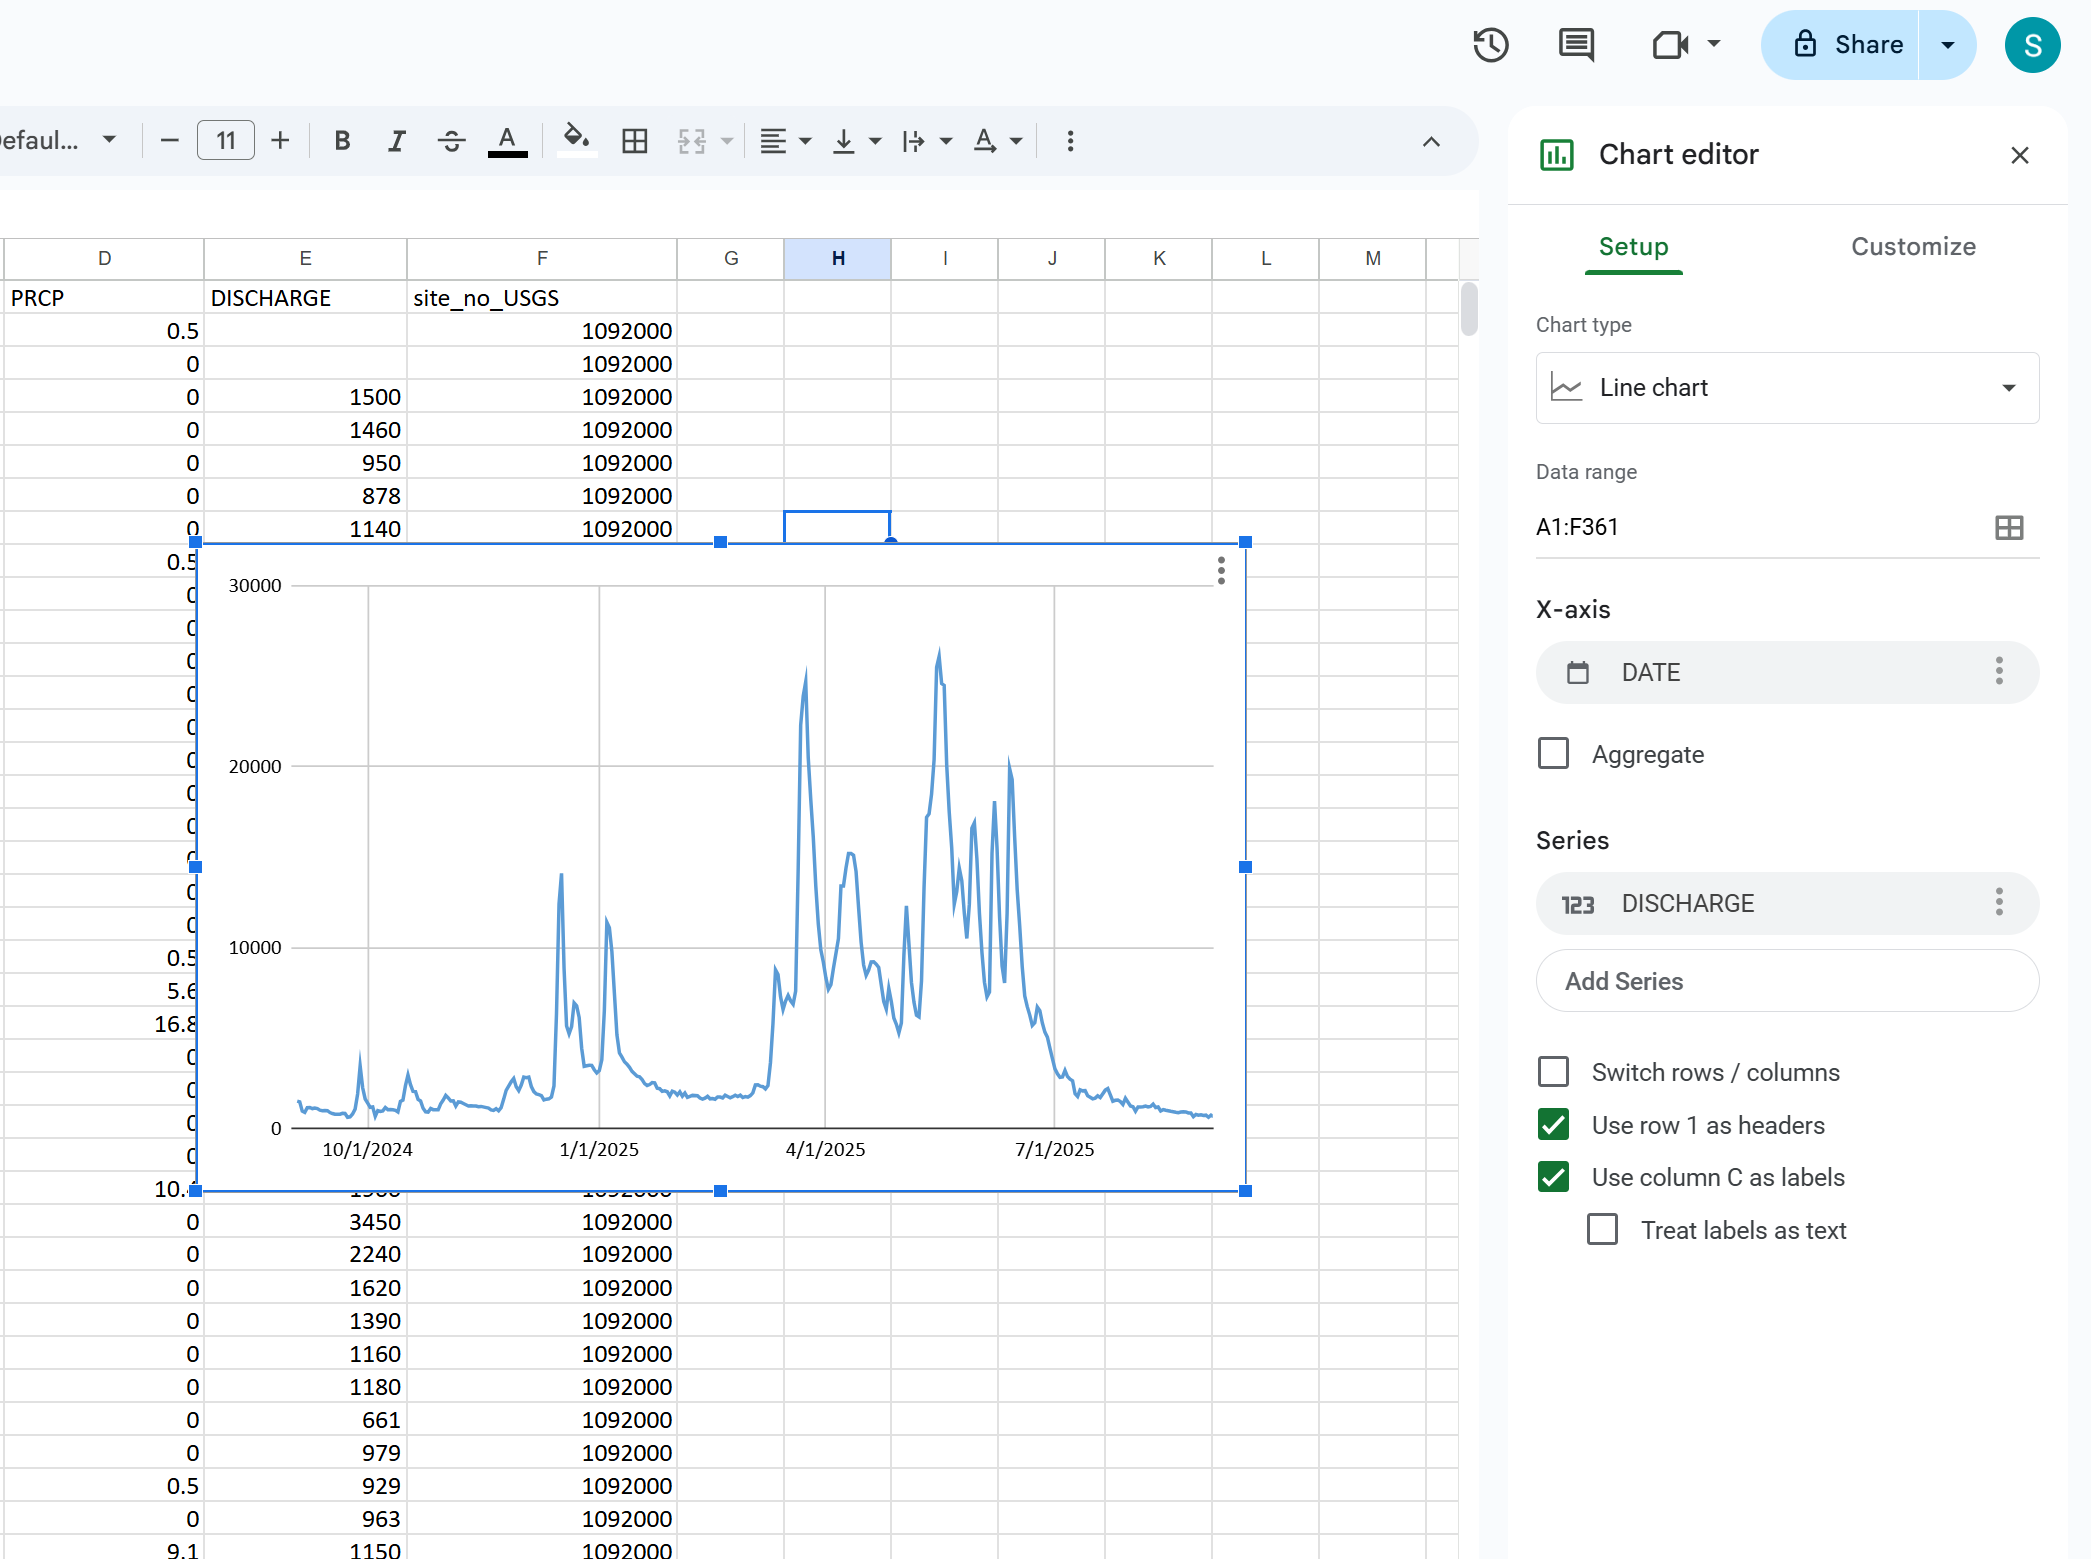 Share
S
11
B
I
A
A
Chart editor
Setup
Customize
D E F G H I J K L M
PRCP DISCHARGE site_no_USGS
0.5 1092000
0 1092000
0 1500 1092000
0 1460 1092000
0 950 1092000
0 878 1092000
0 1140 1092000
0.5
0
0
0
0
0
0
0
0
0
0
0.5
5.6
16.8
0
0
0
0
10.
30000
20000
10000
0
10/1/2024 1/1/2025 4/1/2025 7/1/2025
0 3450 1092000
0 2240 1092000
0 1620 1092000
0 1390 1092000
0 1160 1092000
0 1180 1092000
0 661 1092000
0 979 1092000
0.5 929 1092000
0 963 1092000
9.1 1150 1092000
Chart type
Line chart
Data range
A1:F361
X-axis
DATE
Aggregate
Series
123 DISCHARGE
Add Series
Switch rows / columns
Use row 1 as headers
Use column C as labels
Treat labels as text